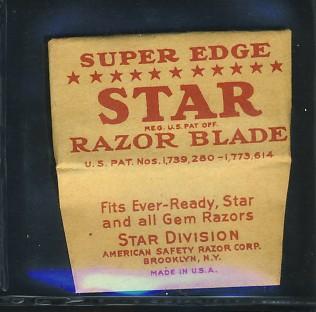 SUPER EDGE
★★★★★★★★★★★
STAR
REG. U.S. PAT OFF.
RAZOR BLADE
U.S. PAT. Nos. 1,739,280-1,773,614
Fits Ever-Ready, Star
and all Gem Razors
STAR DIVISION
AMERICAN SAFETY RAZOR CORP.
BROOKLYN, N.Y.
MADE IN U.S.A.